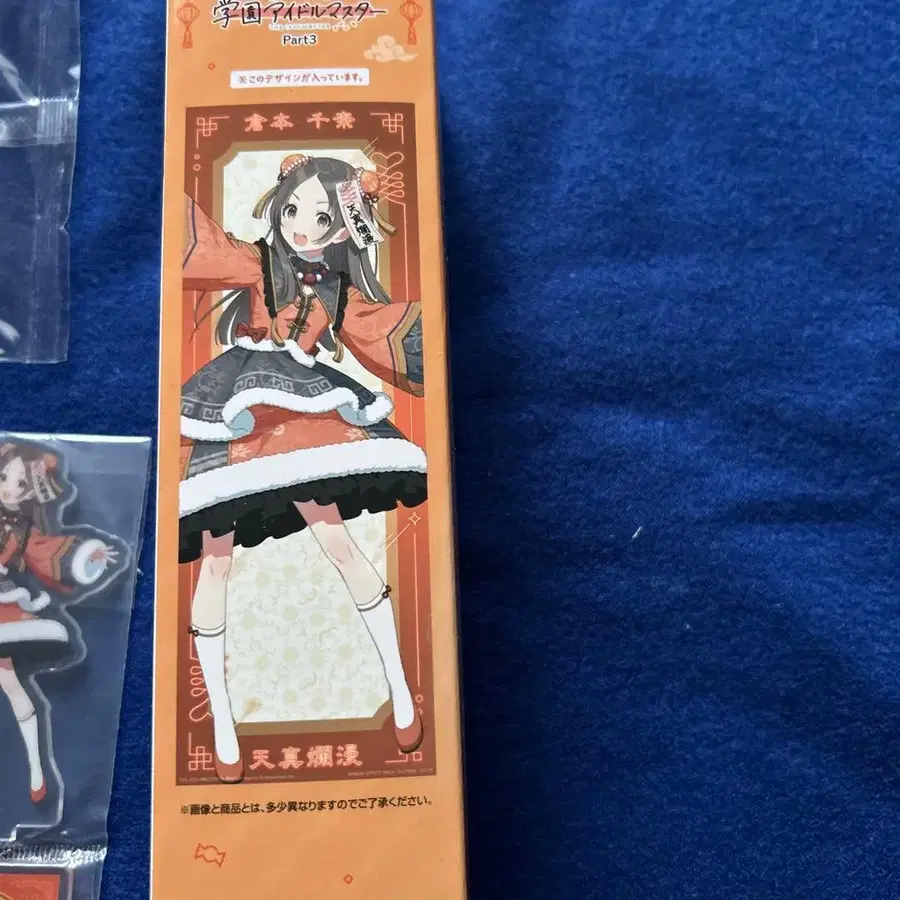 学園アイドルマスター
THE IDOLM@STER
Part3
※このデザインが入っています。
倉本 千奈
天真爛漫
天真爛漫
※画像と商品とは、多少異なりますのでご了承ください。